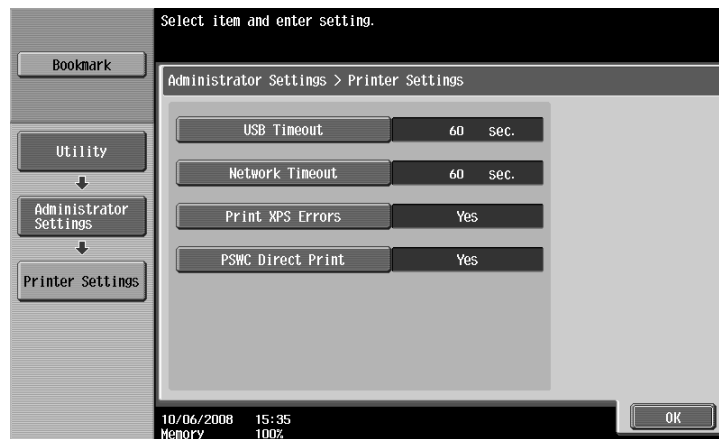 Select item and enter setting.
Bookmark
Administrator Settings > Printer Settings
USB Timeout 60 sec.
Utility
Network Timeout 60 sec.
Administrator
Settings
Print XPS Errors Yes
PSWC Direct Print Yes
Printer Settings
10/06/2008 15:35
Memory 100%
OK